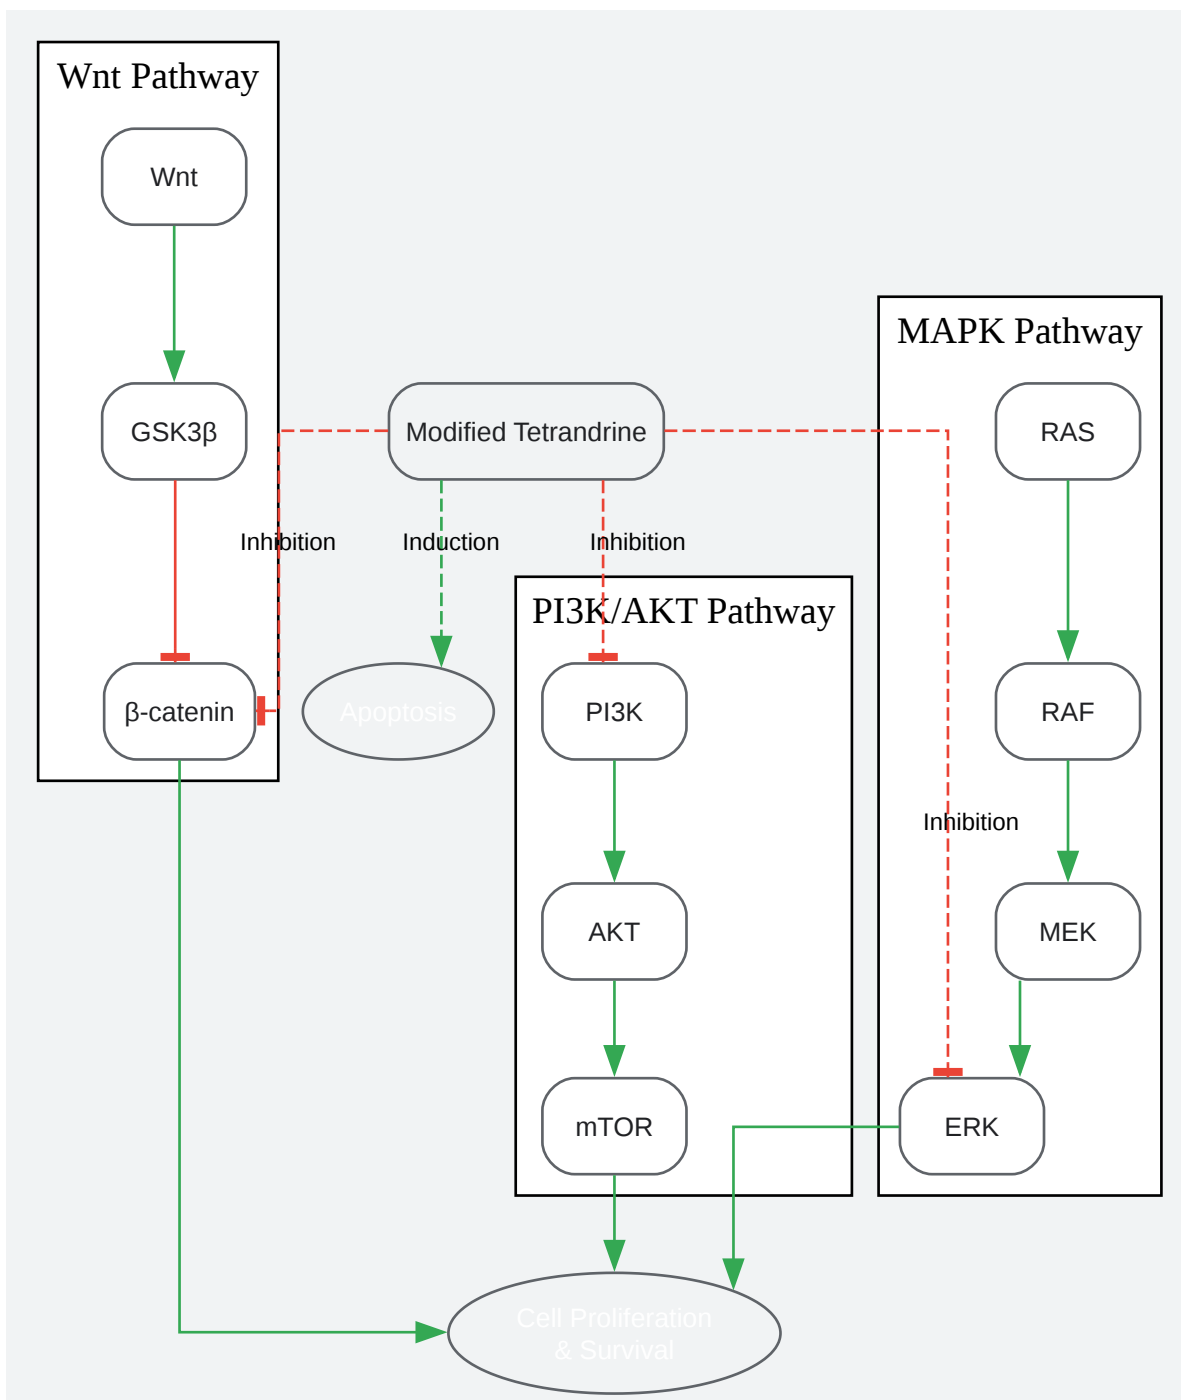 Wnt Pathway
Wnt
MAPK Pathway
GSK3β
Modified Tetrandrine
RAS
Inhibition
Induction
Inhibition
PI3K/AKT Pathway
β-catenin
Apoptosis
PI3K
RAF
Inhibition
AKT
MEK
mTOR
ERK
Cell Proliferation
& Survival